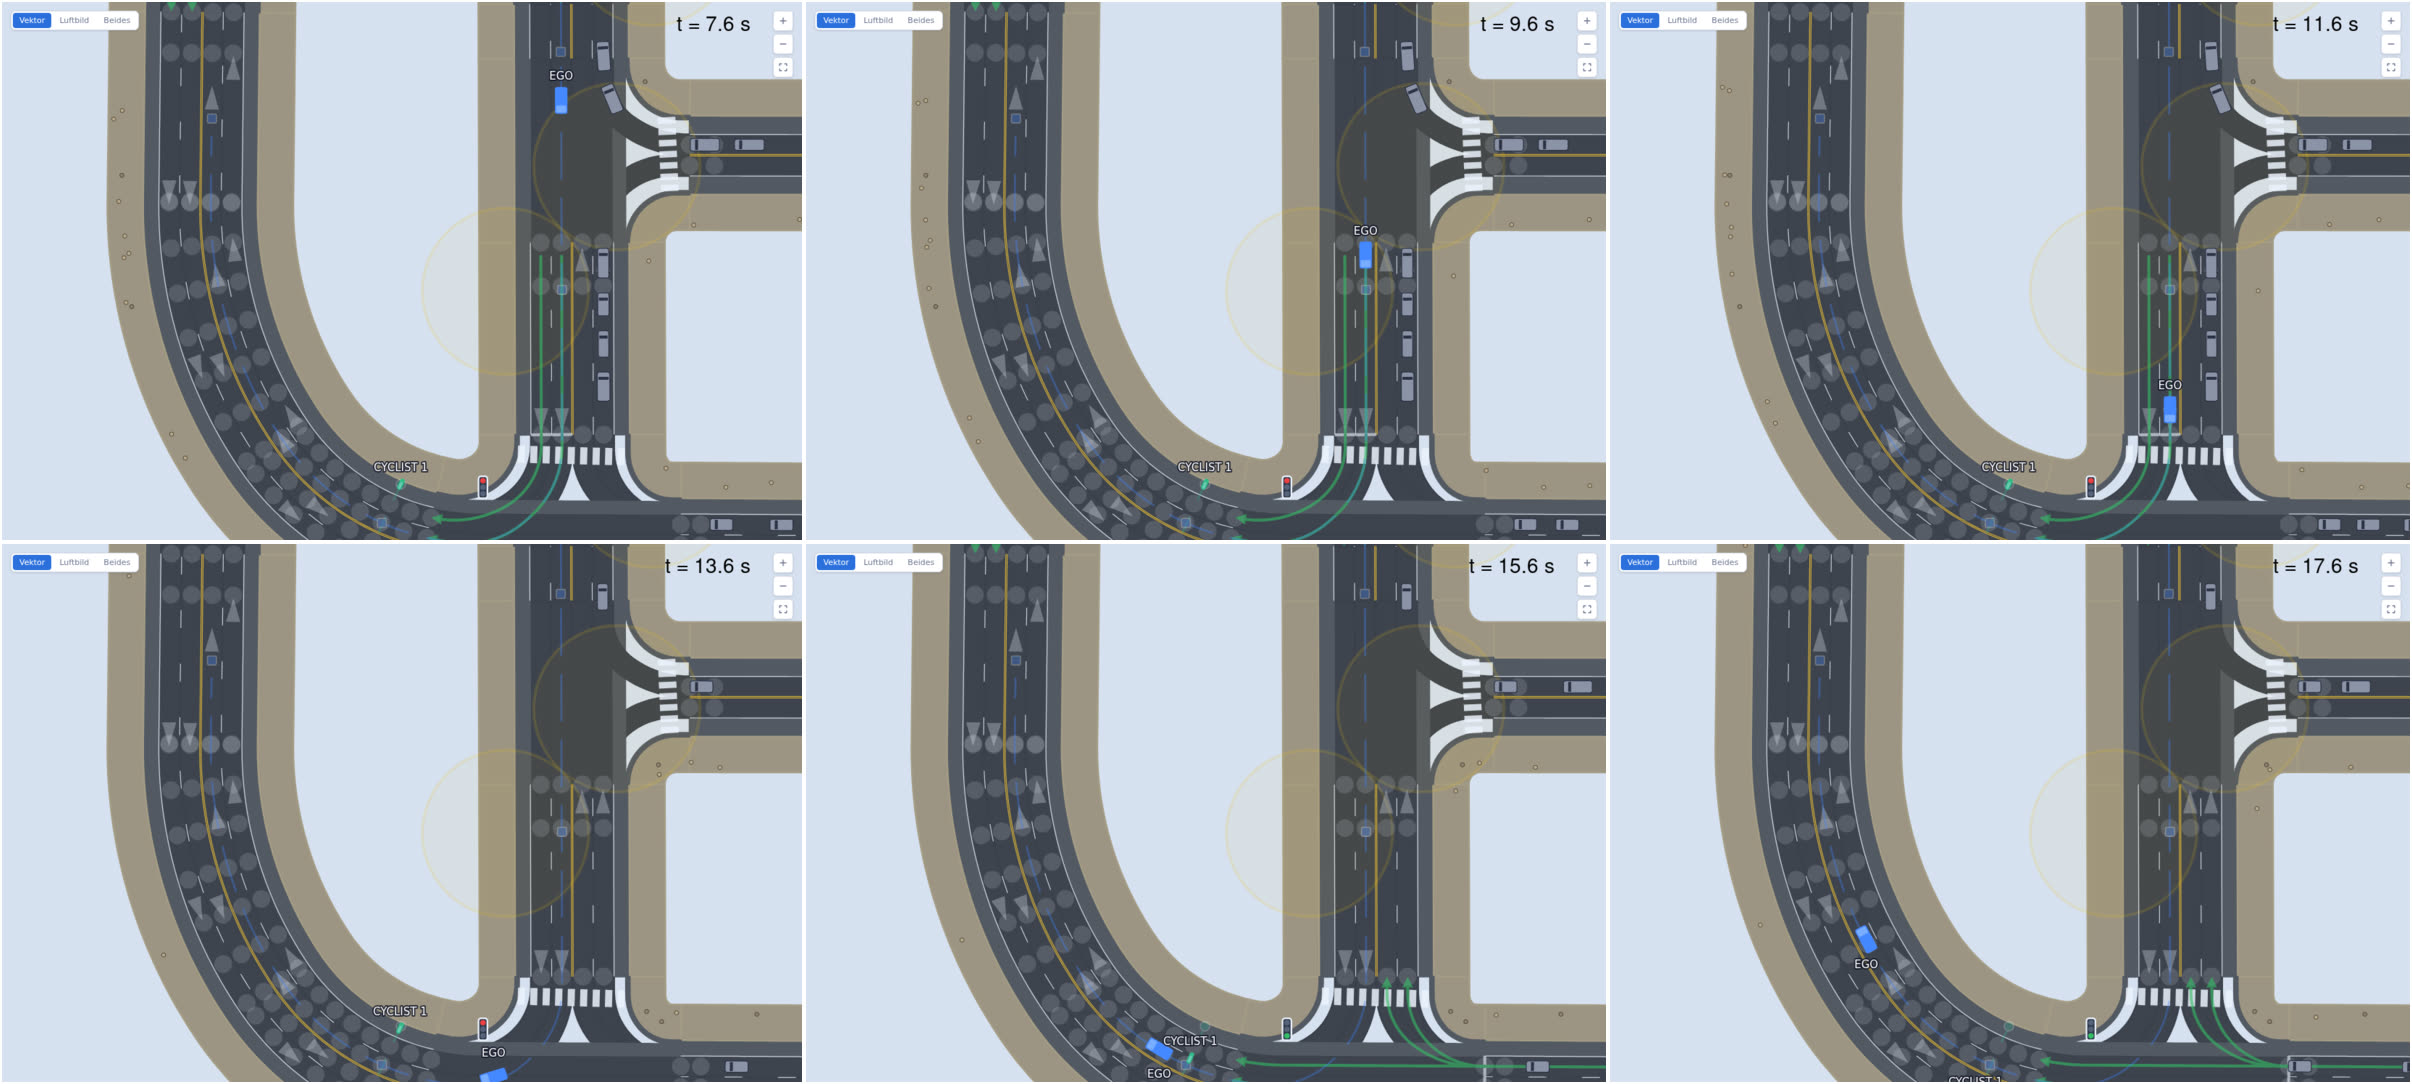 Vektor Luftbild Beides
t = 7.6 s
+
−
EGO
CYCLIST 1
Vektor Luftbild Beides
t = 9.6 s
+
−
EGO
CYCLIST 1
Vektor Luftbild Beides
t = 11.6 s
+
−
EGO
CYCLIST 1
Vektor Luftbild Beides
t = 13.6 s
+
−
CYCLIST 1
EGO
Vektor Luftbild Beides
t = 15.6 s
+
−
CYCLIST 1
EGO
Vektor Luftbild Beides
t = 17.6 s
+
−
EGO
CYCLIST 1